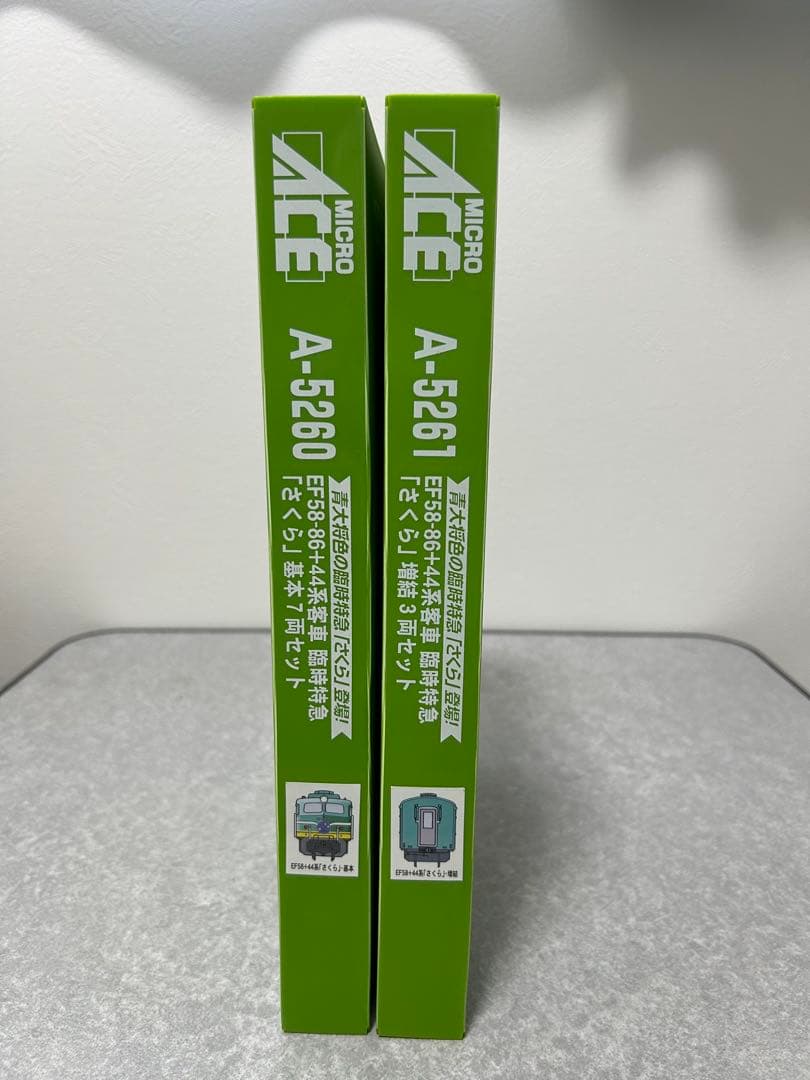 MICRO
ACE
A-5260
青大将色の臨時特急「さくら」登場!
EF58-86+44系客車 臨時特急
「さくら」基本7両セット
EF58+44系「さくら」・基本
MICRO
ACE
A-5261
青大将色の臨時特急「さくら」登場!
EF58-86+44系客車 臨時特急
「さくら」増結3両セット
EF58+44系「さくら」・増結